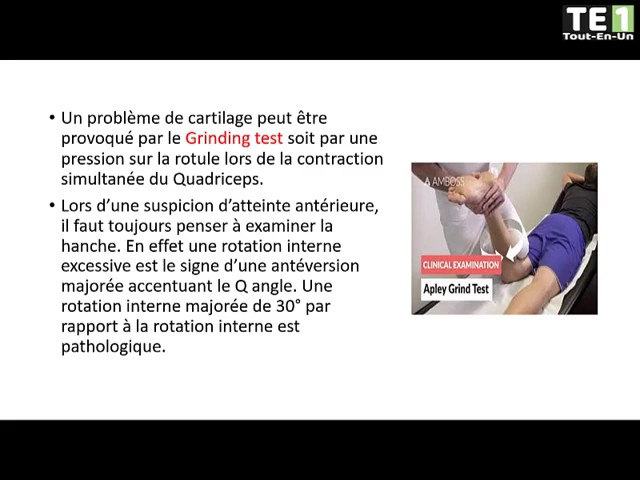 TE1
Tout-En-Un
• Un problème de cartilage peut être
provoqué par le Grinding test soit par une
pression sur la rotule lors de la contraction
simultanée du Quadriceps.
• Lors d’une suspicion d’atteinte antérieure,
il faut toujours penser à examiner la
hanche. En effet une rotation interne
excessive est le signe d’une antéversion
majorée accentuant le Q angle. Une
rotation interne majorée de 30° par
rapport à la rotation interne est
pathologique.
AMBOSS
CLINICAL EXAMINATION
Apley Grind Test